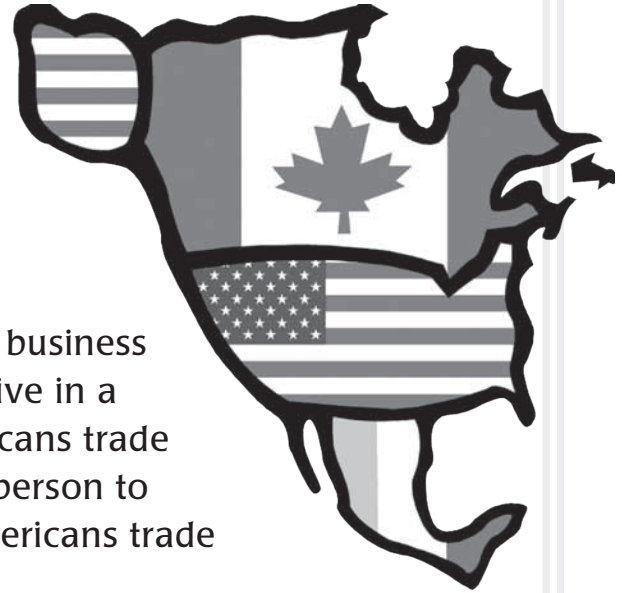 business
ive in a
cans trade
person to
ericans trade